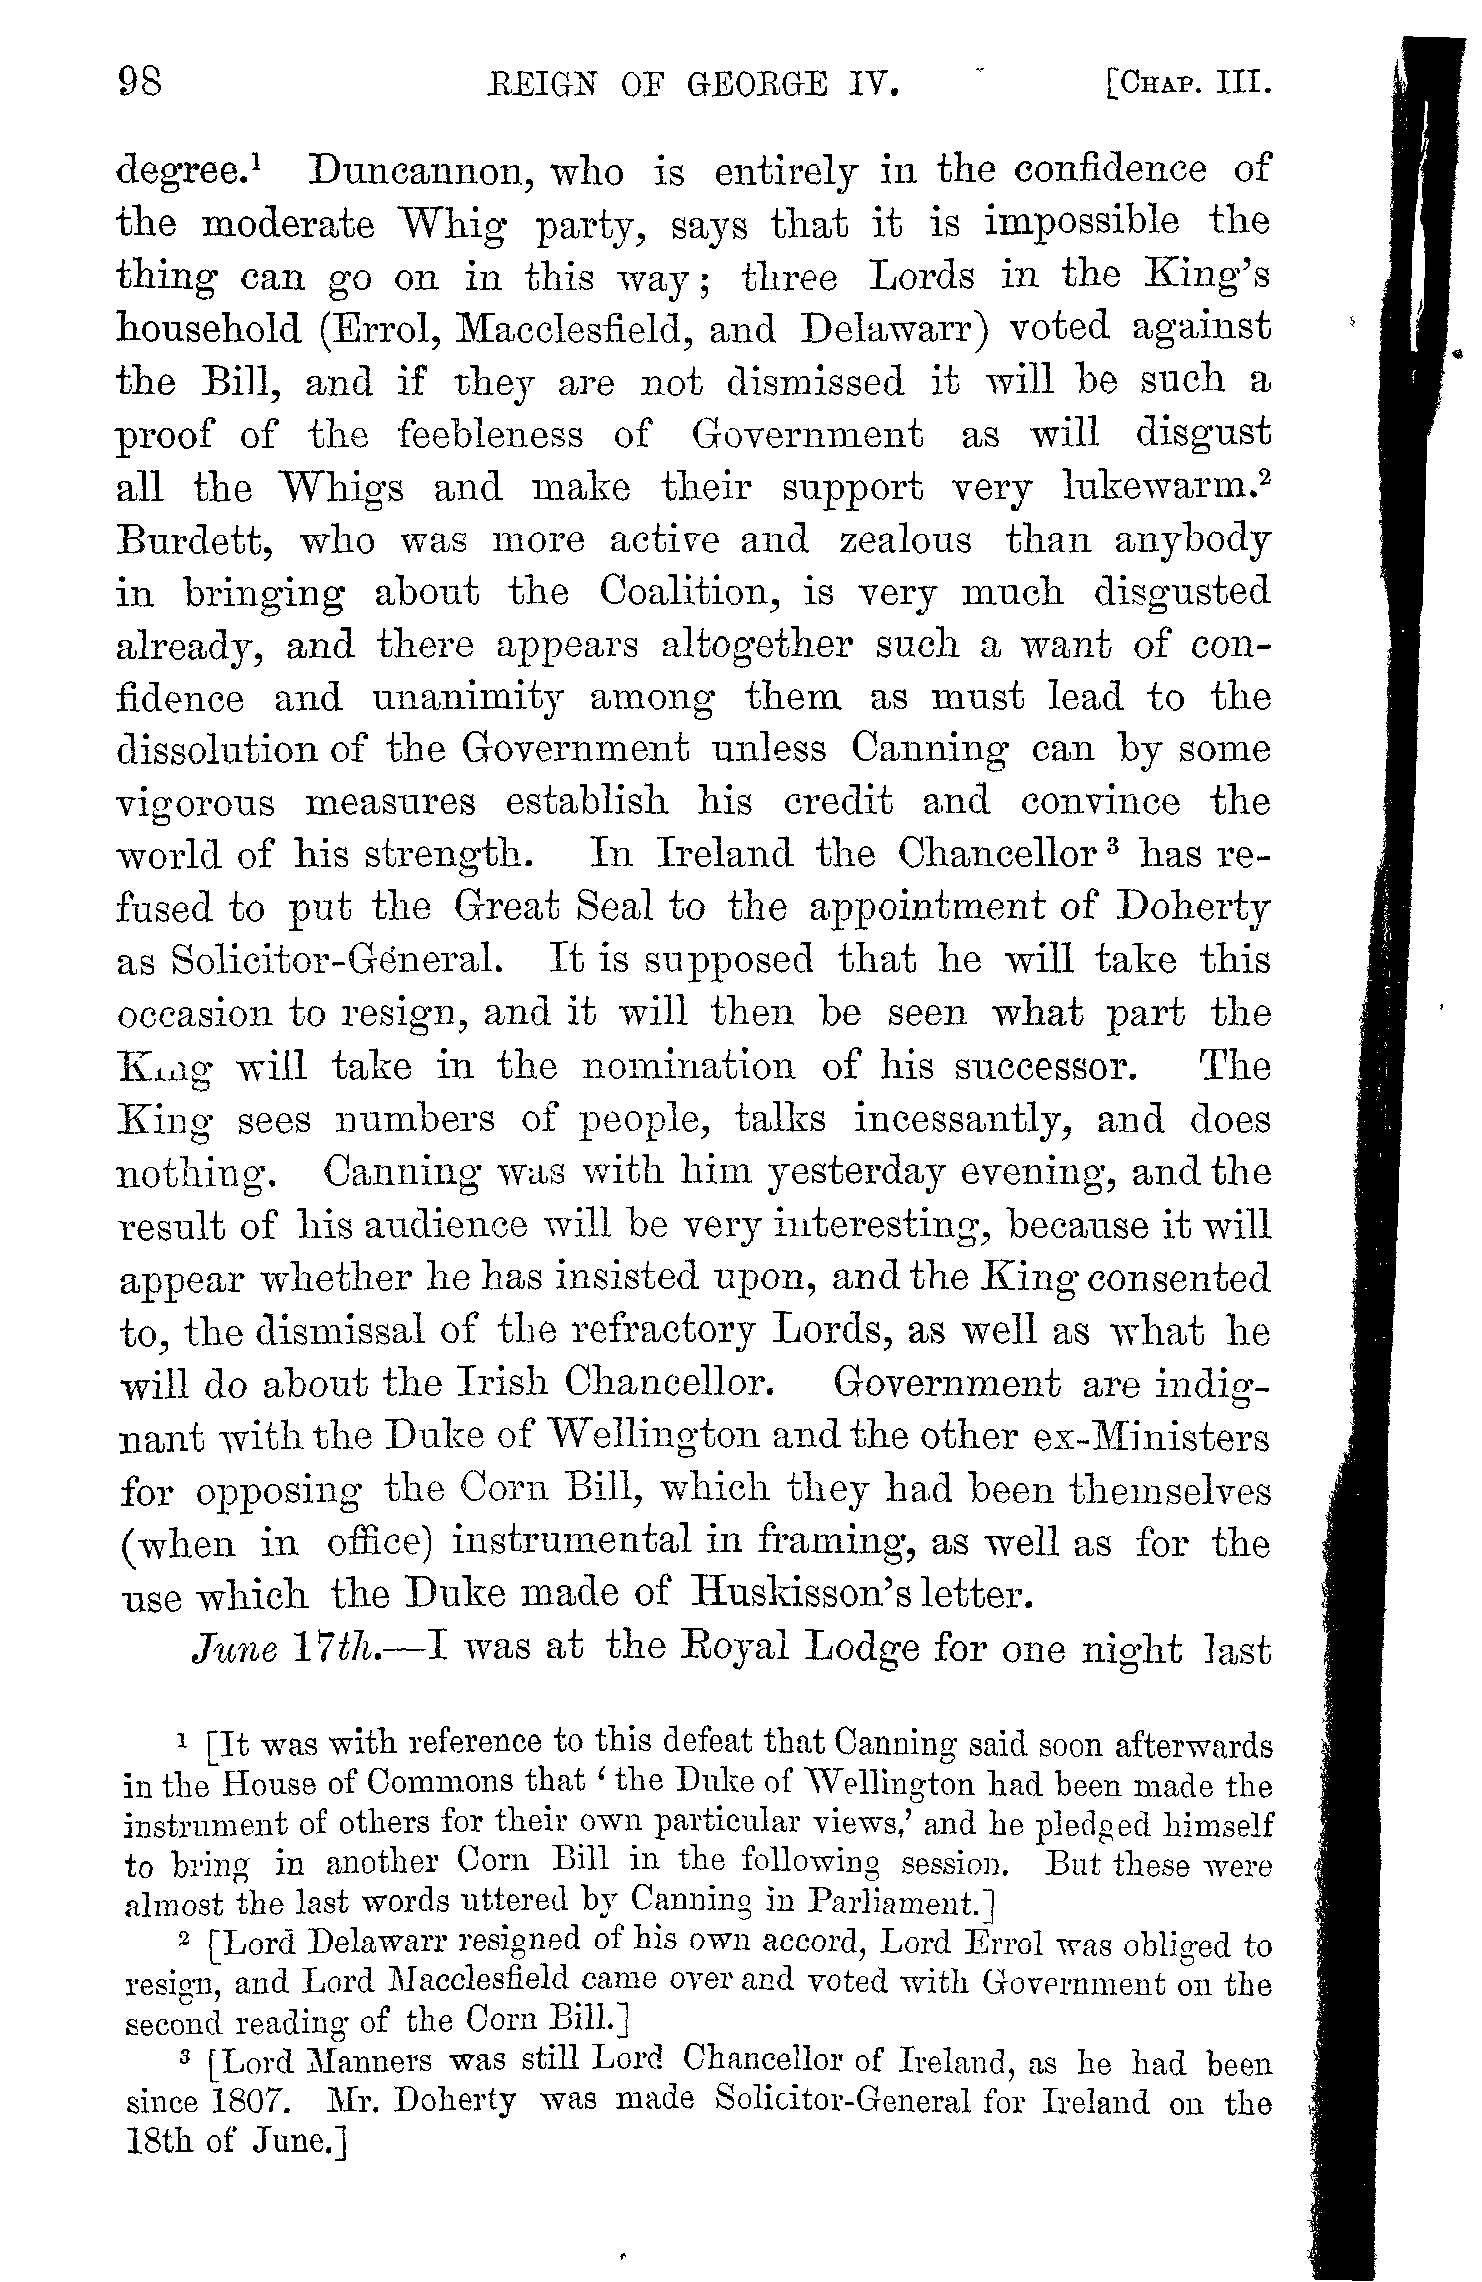 98 REIGN OF GEORGE IV. [CHAP. III.
degree.¹ Duncannon, who is entirely in the confidence of
the moderate Whig party, says that it is impossible the
thing can go on in this way; three Lords in the King's
household (Errol, Macclesfield, and Delawarr) voted against
the Bill, and if they are not dismissed it will be such a
proof of the feebleness of Government as will disgust
all the Whigs and make their support very lukewarm.²
Burdett, who was more active and zealous than anybody
in bringing about the Coalition, is very much disgusted
already, and there appears altogether such a want of con-
fidence and unanimity among them as must lead to the
dissolution of the Government unless Canning can by some
vigorous measures establish his credit and convince the
world of his strength. In Ireland the Chancellor ³ has re-
fused to put the Great Seal to the appointment of Doherty
as Solicitor-General. It is supposed that he will take this
occasion to resign, and it will then be seen what part the
King will take in the nomination of his successor. The
King sees numbers of people, talks incessantly, and does
nothing. Canning was with him yesterday evening, and the
result of his audience will be very interesting, because it will
appear whether he has insisted upon, and the King consented
to, the dismissal of the refractory Lords, as well as what he
will do about the Irish Chancellor. Government are indig-
nant with the Duke of Wellington and the other ex-Ministers
for opposing the Corn Bill, which they had been themselves
(when in office) instrumental in framing, as well as for the
use which the Duke made of Huskisson's letter.
June 17th.—I was at the Royal Lodge for one night last
¹ [It was with reference to this defeat that Canning said soon afterwards
in the House of Commons that ‘ the Duke of Wellington had been made the
instrument of others for their own particular views,’ and he pledged himself
to bring in another Corn Bill in the following session. But these were
almost the last words uttered by Canning in Parliament.]
² [Lord Delawarr resigned of his own accord, Lord Errol was obliged to
resign, and Lord Macclesfield came over and voted with Government on the
second reading of the Corn Bill.]
³ [Lord Manners was still Lord Chancellor of Ireland, as he had been
since 1807. Mr. Doherty was made Solicitor-General for Ireland on the
18th of June.]